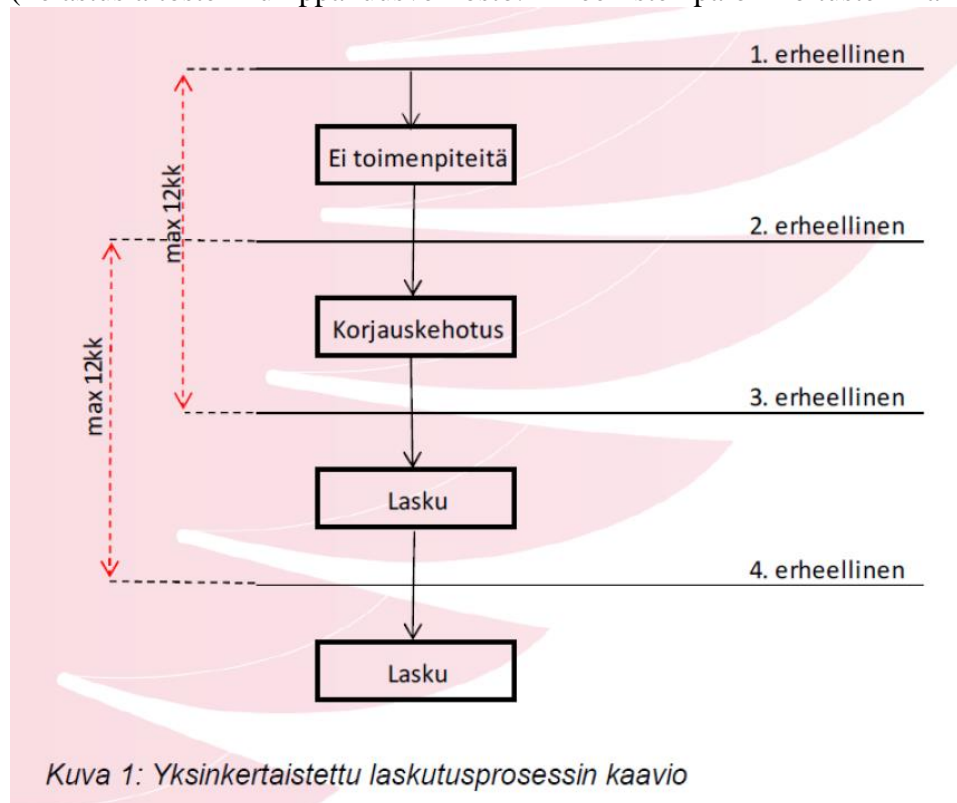 1. erheellinen
Ei toimenpiteitä
max 12kk
2. erheellinen
Korjauskehotus
max 12kk
3. erheellinen
Lasku
4. erheellinen
Lasku
Kuva 1: Yksinkertaistettu laskutusprosessin kaavio